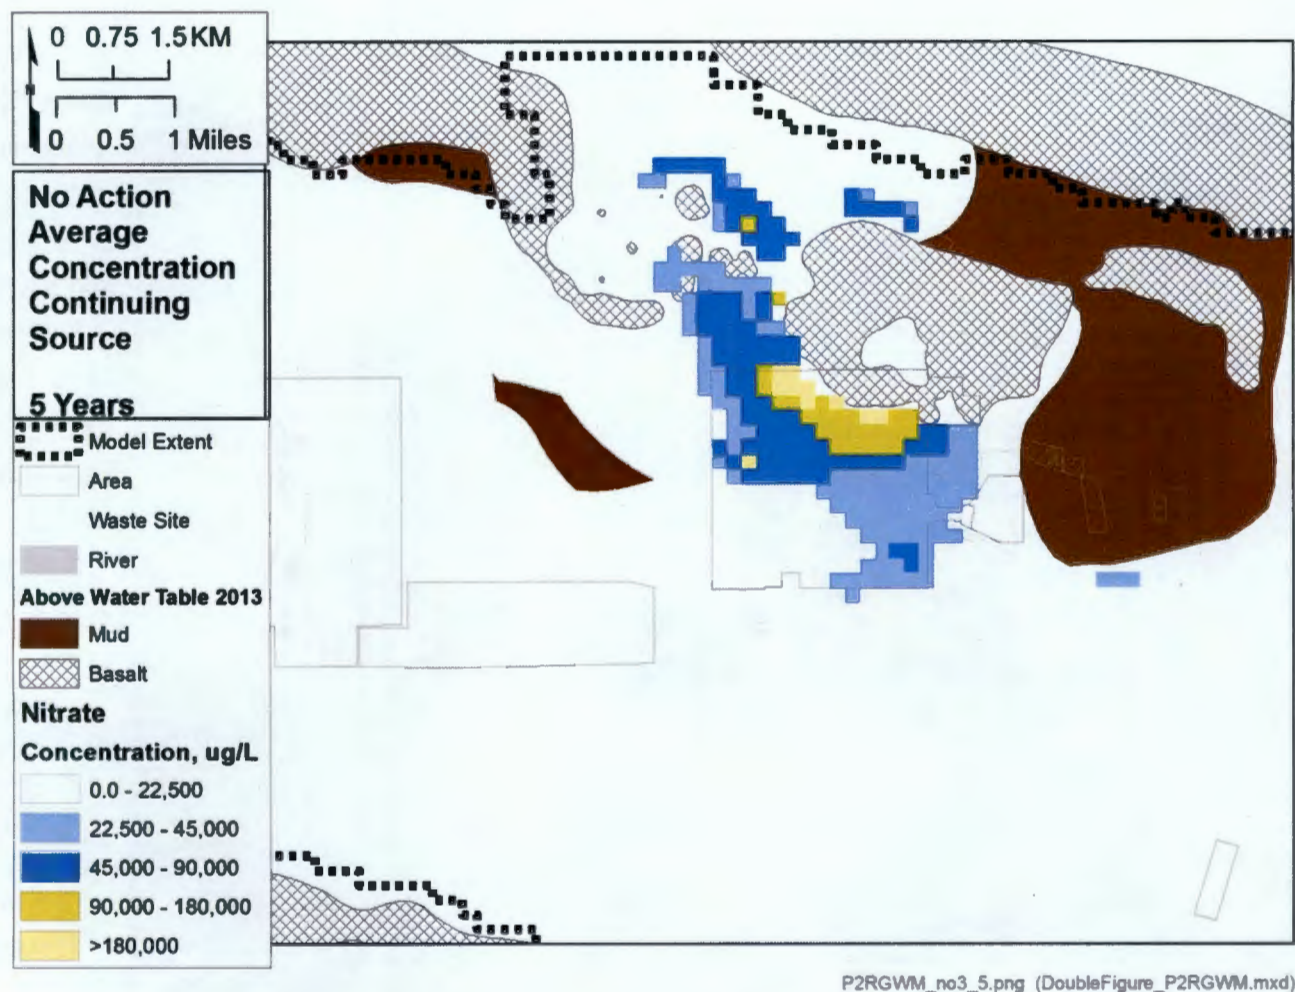 0 0.75 1.5 KM
0 0.5 1 Miles
No Action
Average
Concentration
Continuing
Source
5 Years
Model Extent
Area
Waste Site
River
Above Water Table 2013
Mud
Basalt
Nitrate
Concentration, ug/L
0.0 - 22,500
22,500 - 45,000
45,000 - 90,000
90,000 - 180,000
>180,000
P2RGWM_no3_5.png (DoubleFigure_P2RGWM.mxd)